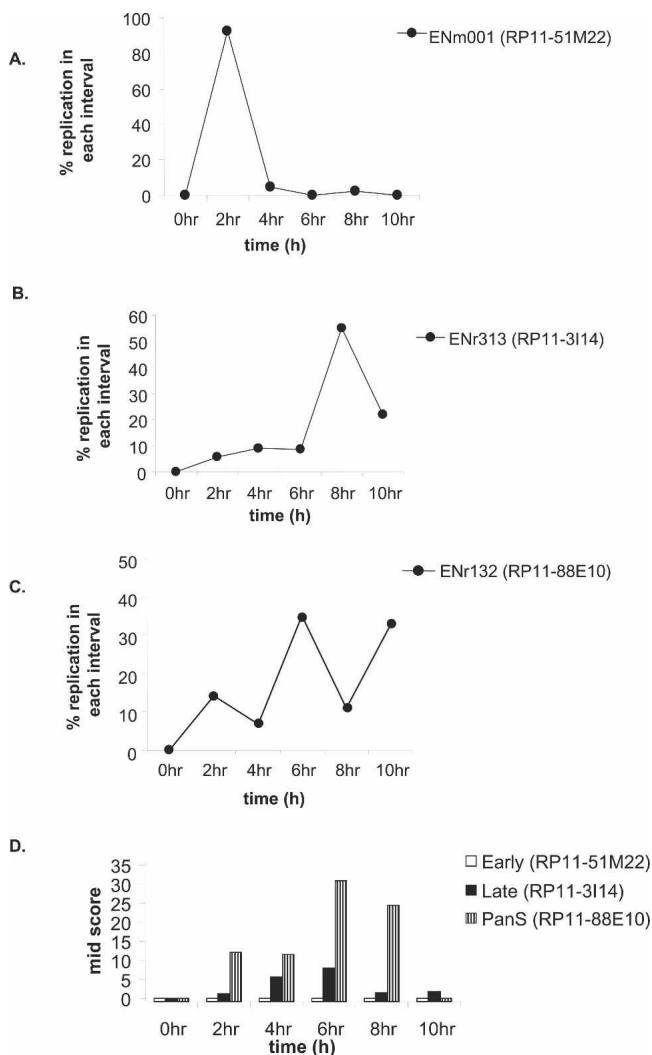 A.
ENm001 (RP11-51M22)
% replication in
each interval
100
80
60
40
20
0
0hr 2hr 4hr 6hr 8hr 10hr
time (h)
B.
ENr313 (RP11-3I14)
% replication in
each interval
60
50
40
30
20
10
0
0hr 2hr 4hr 6hr 8hr 10hr
time (h)
C.
ENr132 (RP11-88E10)
% replication in
each interval
50
40
30
20
10
0
0hr 2hr 4hr 6hr 8hr 10hr
time (h)
D.
mid score
35
30
25
20
15
10
5
0
Early (RP11-51M22)
Late (RP11-3I14)
PanS (RP11-88E10)
0hr 2hr 4hr 6hr 8hr 10hr
time (h)